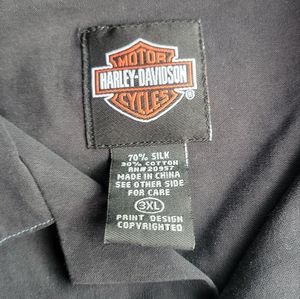 MOTOR
HARLEY-DAVIDSON
CYCLES
®
70% SILK
30% COTTON
RN#20957
MADE IN CHINA
SEE OTHER SIDE
FOR CARE
3XL
PRINT DESIGN
COPYRIGHTED